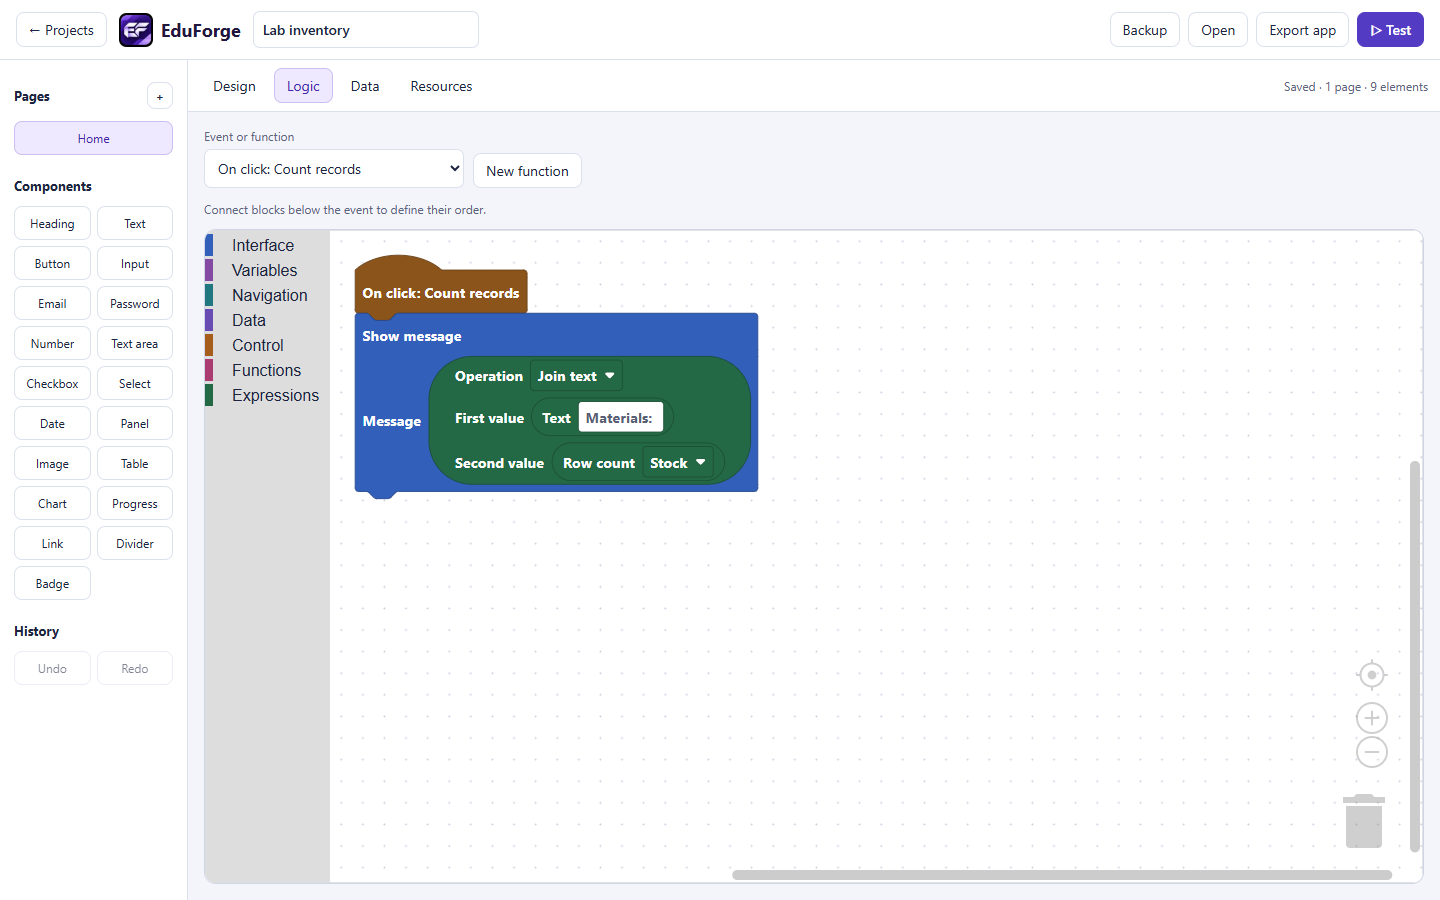 ← Projects
EduForge
Lab inventory
Backup
Open
Export app
Test
Pages
+
Home
Components
Heading
Text
Button
Input
Email
Password
Number
Text area
Checkbox
Select
Date
Panel
Image
Table
Chart
Progress
Link
Divider
Badge
History
Undo
Redo
Design
Logic
Data
Resources
Saved · 1 page · 9 elements
Event or function
On click: Count records
New function
Connect blocks below the event to define their order.
Interface
Variables
Navigation
Data
Control
Functions
Expressions
On click: Count records
Show message
Message
Operation Join text
First value Text Materials:
Second value Row count Stock